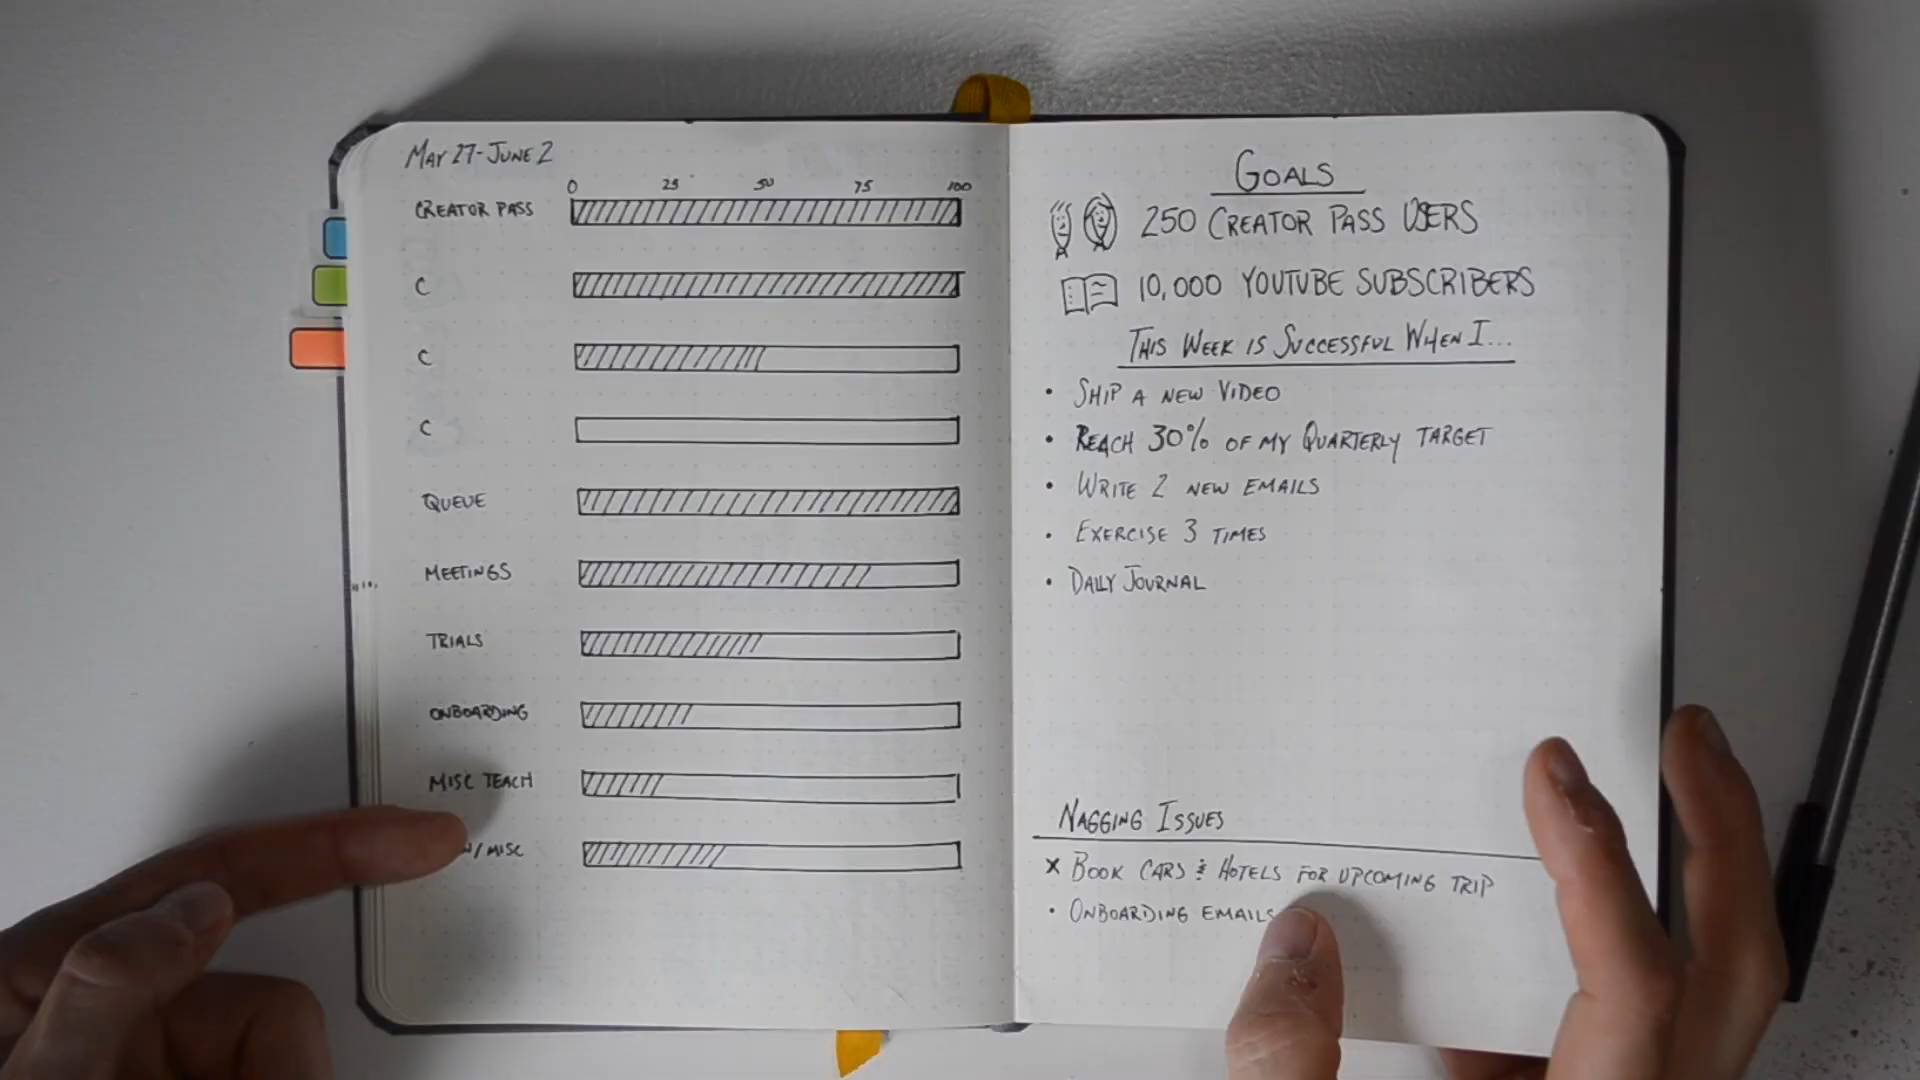 MAY 27-JUNE 2
0 25 50 75 100
CREATOR PASS
C
C
C
QUEUE
MEETINGS
TRIALS
ONBOARDING
MISC TEACH
/MISC
GOALS
250 CREATOR PASS USERS
10,000 YOUTUBE SUBSCRIBERS
THIS WEEK IS SUCCESSFUL WHEN I...
• SHIP A NEW VIDEO
• REACH 30% OF MY QUARTERLY TARGET
• WRITE 2 NEW EMAILS
• EXERCISE 3 TIMES
• DAILY JOURNAL
NAGGING ISSUES
X BOOK CARS & HOTELS FOR UPCOMING TRIP
• ONBOARDING EMAILS